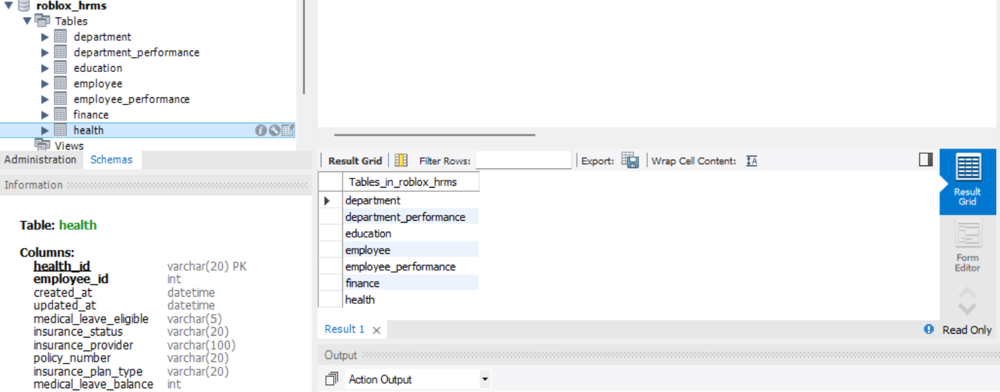 roblox_hrms
Tables
department
department_performance
education
employee
employee_performance
finance
health
Views
Administration Schemas
Information
Table: health
Columns:
health_id varchar(20) PK
employee_id int
created_at datetime
updated_at datetime
medical_leave_eligible varchar(5)
insurance_status varchar(20)
insurance_provider varchar(100)
policy_number varchar(20)
insurance_plan_type varchar(20)
medical_leave_balance int
Result Grid Filter Rows: Export: Wrap Cell Content: IA
Tables_in_roblox_hrms
department
department_performance
education
employee
employee_performance
finance
health
Result
Grid
Form
Editor
Result 1 Read Only
Output
Action Output